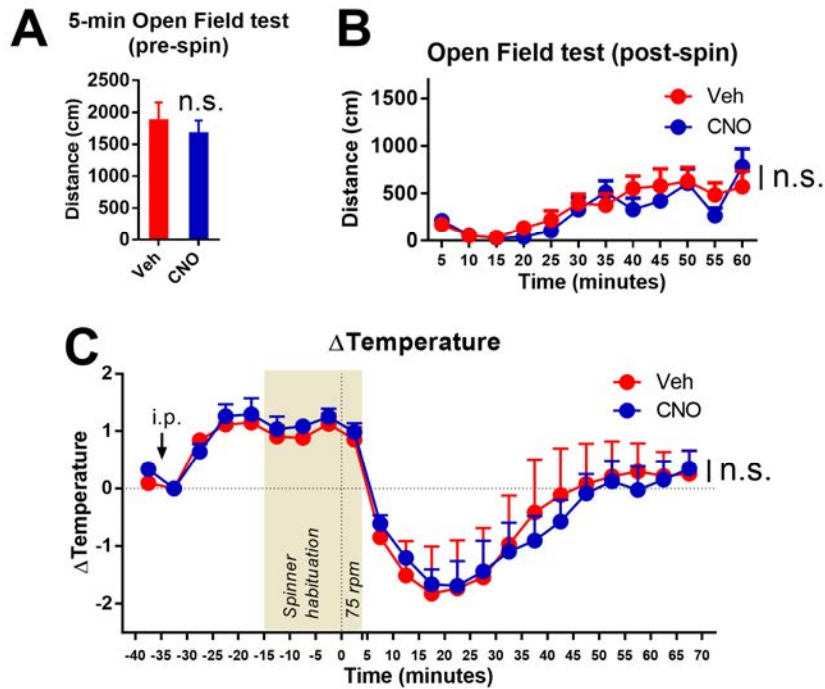 A
5-min Open Field test
(pre-spin)
Distance (cm)
2500
2000
1500
1000
500
0
n.s.
Veh
CNO
B
Open Field test (post-spin)
Distance (cm)
1500
1000
500
0
Veh
CNO
n.s.
5 10 15 20 25 30 35 40 45 50 55 60
Time (minutes)
C
ΔTemperature
ΔTemperature
2
1
0
-1
-2
i.p.
Spinner
habituation
75 rpm
Veh
CNO
n.s.
-40 -35 -30 -25 -20 -15 -10 -5 0 5 10 15 20 25 30 35 40 45 50 55 60 65 70
Time (minutes)